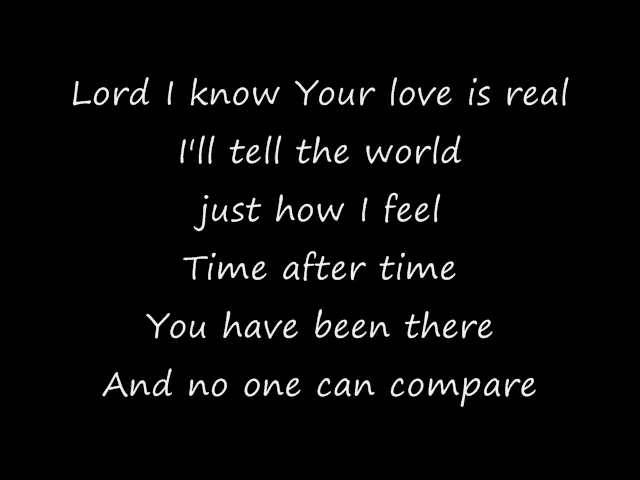 Lord I know Your love is real
I'll tell the world
just how I feel
Time after time
You have been there
And no one can compare